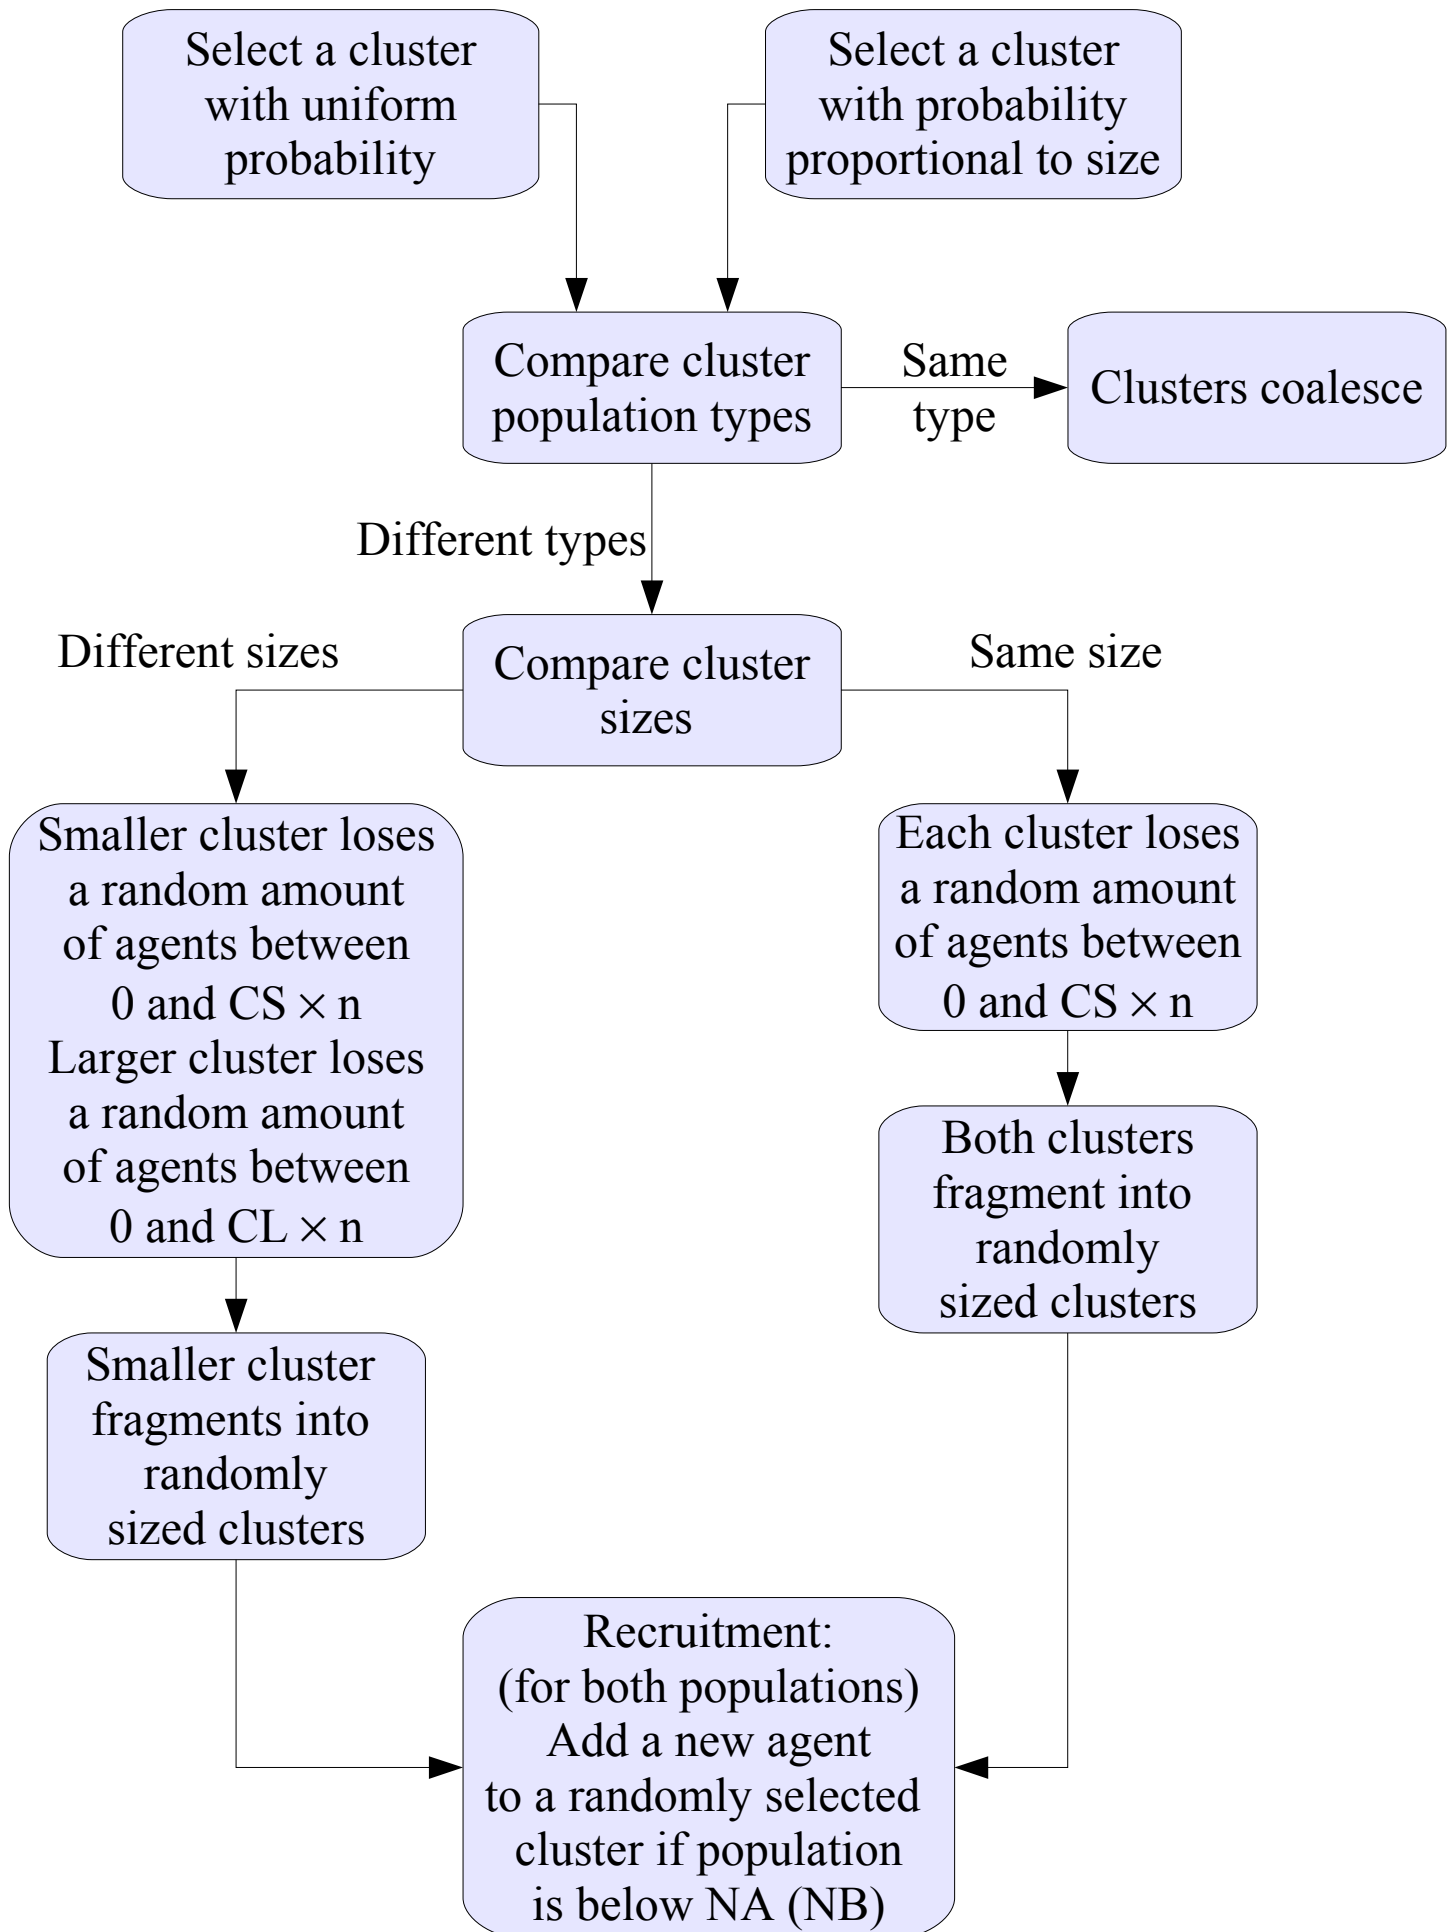 Select a cluster
with uniform
probability
Select a cluster
with probability
proportional to size
Compare cluster
population types
Same
type
Clusters coalesce
Different types
Different sizes
Compare cluster
sizes
Same size
Smaller cluster loses
a random amount
of agents between
0 and CS × n
Larger cluster loses
a random amount
of agents between
0 and CL × n
Each cluster loses
a random amount
of agents between
0 and CS × n
Both clusters
fragment into
randomly
sized clusters
Smaller cluster
fragments into
randomly
sized clusters
Recruitment:
(for both populations)
Add a new agent
to a randomly selected
cluster if population
is below NA (NB)